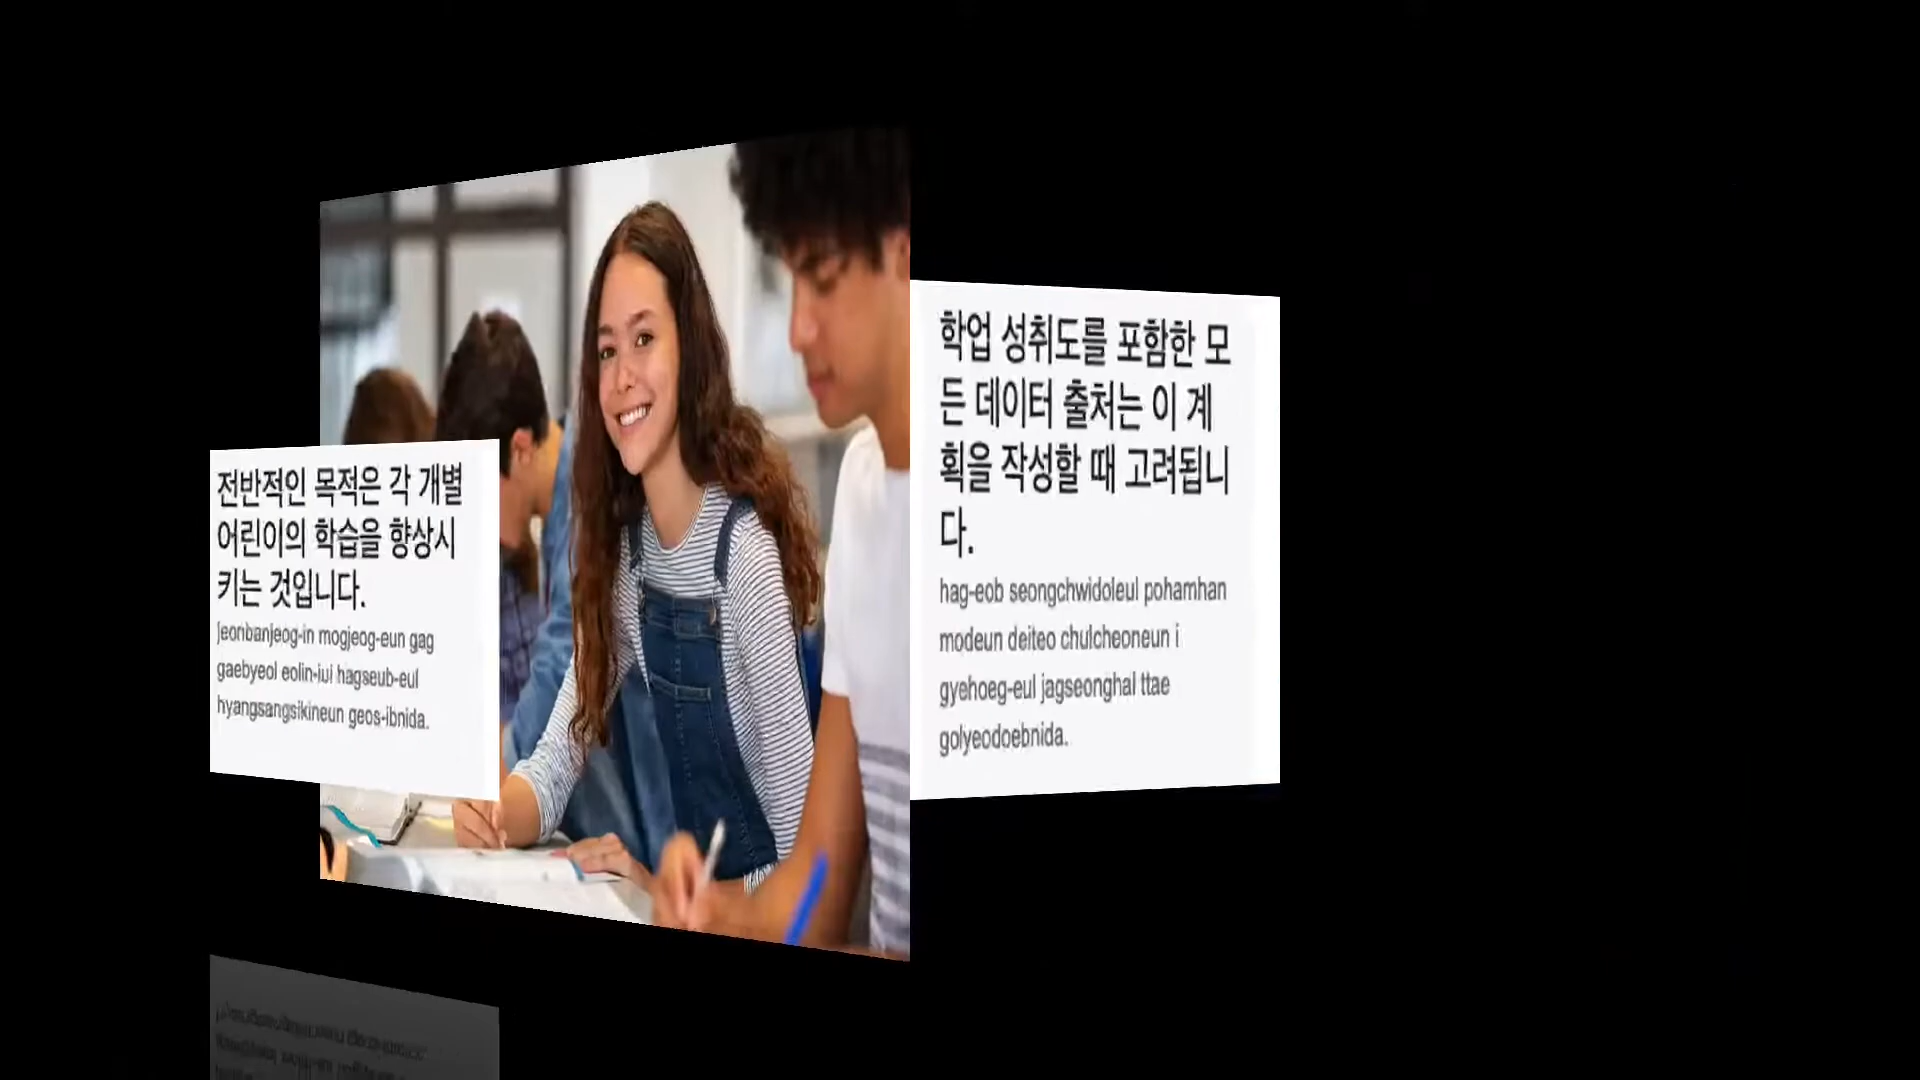 전반적인 목적은 각 개별
어린이의 학습을 향상시
키는 것입니다.
jeonbanjeog-in mogjeog-eun gag
gaebyeol eolin-iui hagseub-eul
hyangsangsikineun geos-ibnida.
학업 성취도를 포함한 모
든 데이터 출처는 이 계
획을 작성할 때 고려됩니
다.
hag-eob seongchwidoleul pohamhan
modeun deiteo chulcheoneun i
gyehoeg-eul jagseonghal ttae
golyeodoebnida.